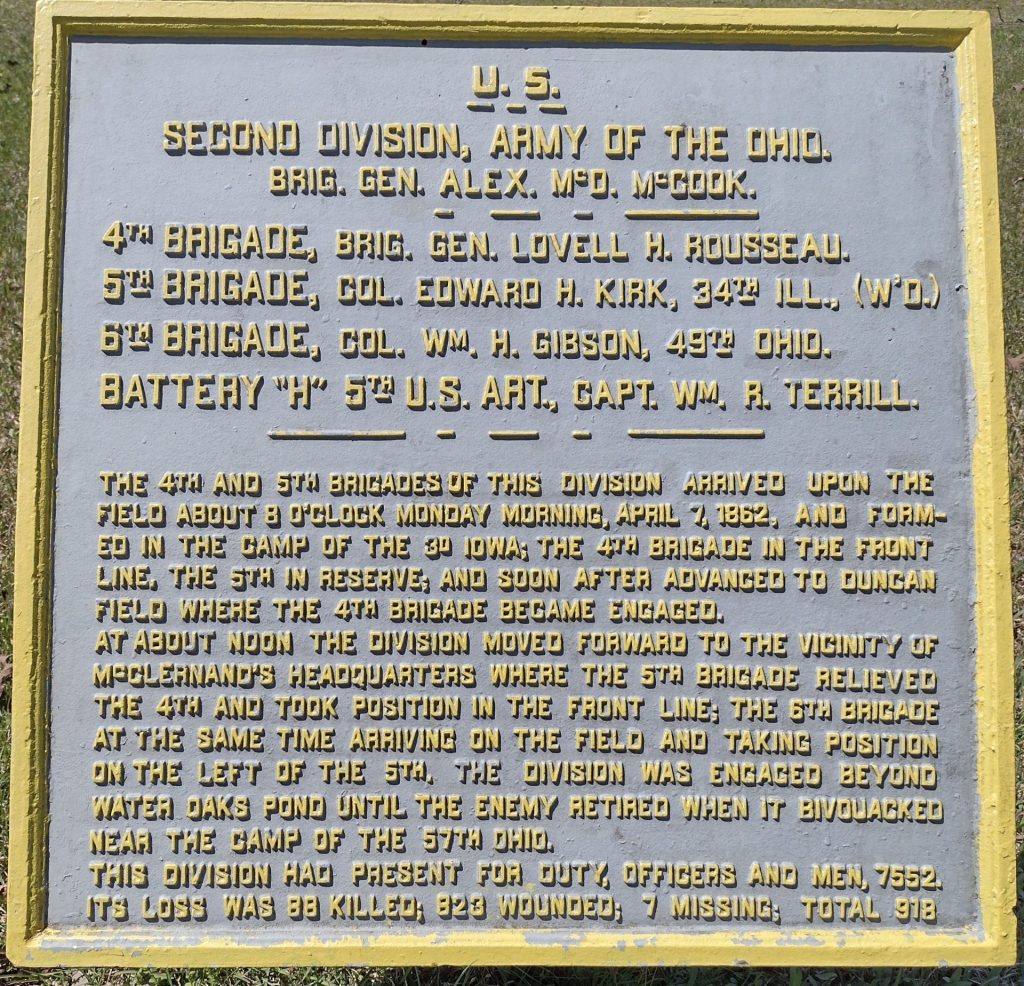 U. S.
SECOND DIVISION, ARMY OF THE OHIO.
BRIG. GEN. ALEX. McD. McCOOK.
4TH BRIGADE, BRIG. GEN. LOVELL H. ROUSSEAU.
5TH BRIGADE, COL. EDWARD H. KIRK, 34TH ILL., (W'D.)
6TH BRIGADE, COL. WM. H. GIBSON, 49TH OHIO.
BATTERY "H" 5TH U.S. ART., CAPT. WM. R. TERRILL.
THE 4TH AND 5TH BRIGADES OF THIS DIVISION ARRIVED UPON THE
FIELD ABOUT 8 O'CLOCK MONDAY MORNING, APRIL 7, 1862, AND FORM-
ED IN THE CAMP OF THE 3D IOWA; THE 4TH BRIGADE IN THE FRONT
LINE, THE 5TH IN RESERVE; AND SOON AFTER ADVANCED TO DUNCAN
FIELD WHERE THE 4TH BRIGADE BECAME ENGAGED.
AT ABOUT NOON THE DIVISION MOVED FORWARD TO THE VICINITY OF
McCLERNAND'S HEADQUARTERS WHERE THE 5TH BRIGADE RELIEVED
THE 4TH AND TOOK POSITION IN THE FRONT LINE; THE 6TH BRIGADE
AT THE SAME TIME ARRIVING ON THE FIELD AND TAKING POSITION
ON THE LEFT OF THE 5TH. THE DIVISION WAS ENGAGED BEYOND
WATER OAKS POND UNTIL THE ENEMY RETIRED WHEN IT BIVOUACKED
NEAR THE CAMP OF THE 57TH OHIO.
THIS DIVISION HAD PRESENT FOR DUTY, OFFICERS AND MEN, 7552.
ITS LOSS WAS 88 KILLED; 823 WOUNDED; 7 MISSING; TOTAL 918